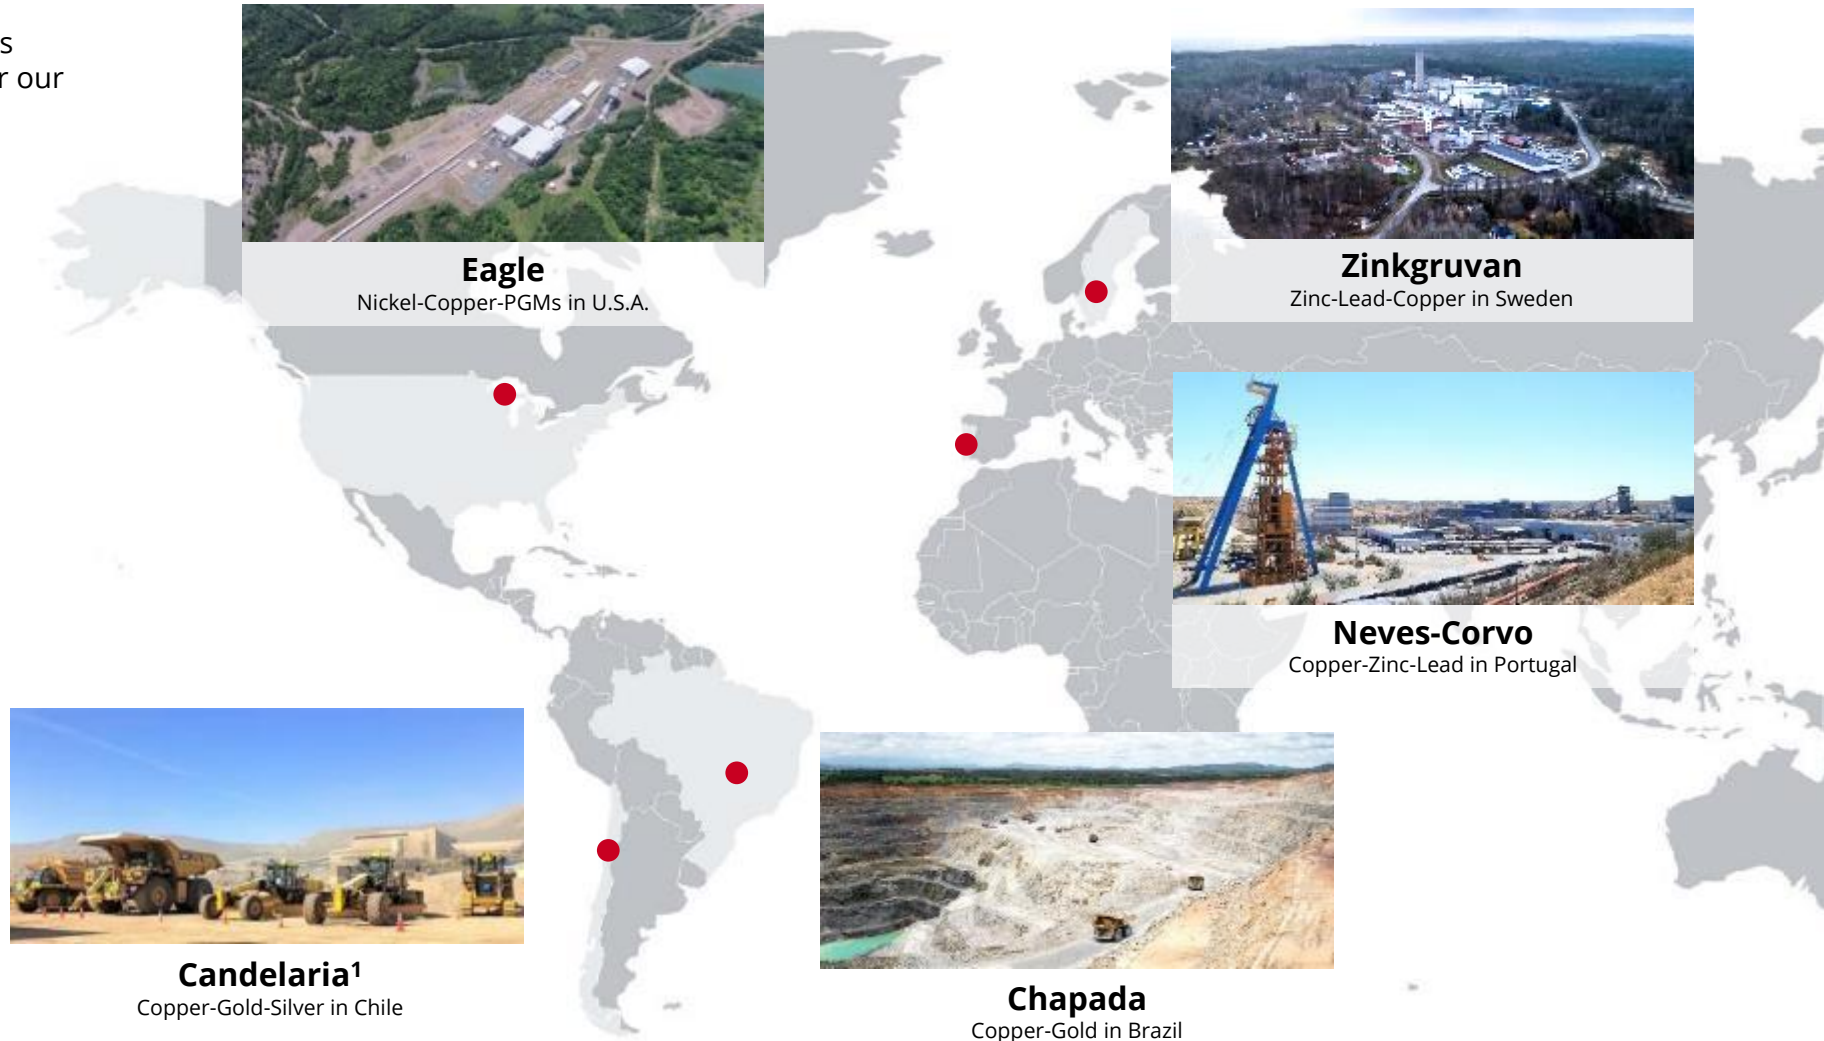 s
r our
Eagle
Nickel-Copper-PGMs in U.S.A.
Zinkgruvan
Zinc-Lead-Copper in Sweden
Neves-Corvo
Copper-Zinc-Lead in Portugal
Candelaria¹
Copper-Gold-Silver in Chile
Chapada
Copper-Gold in Brazil